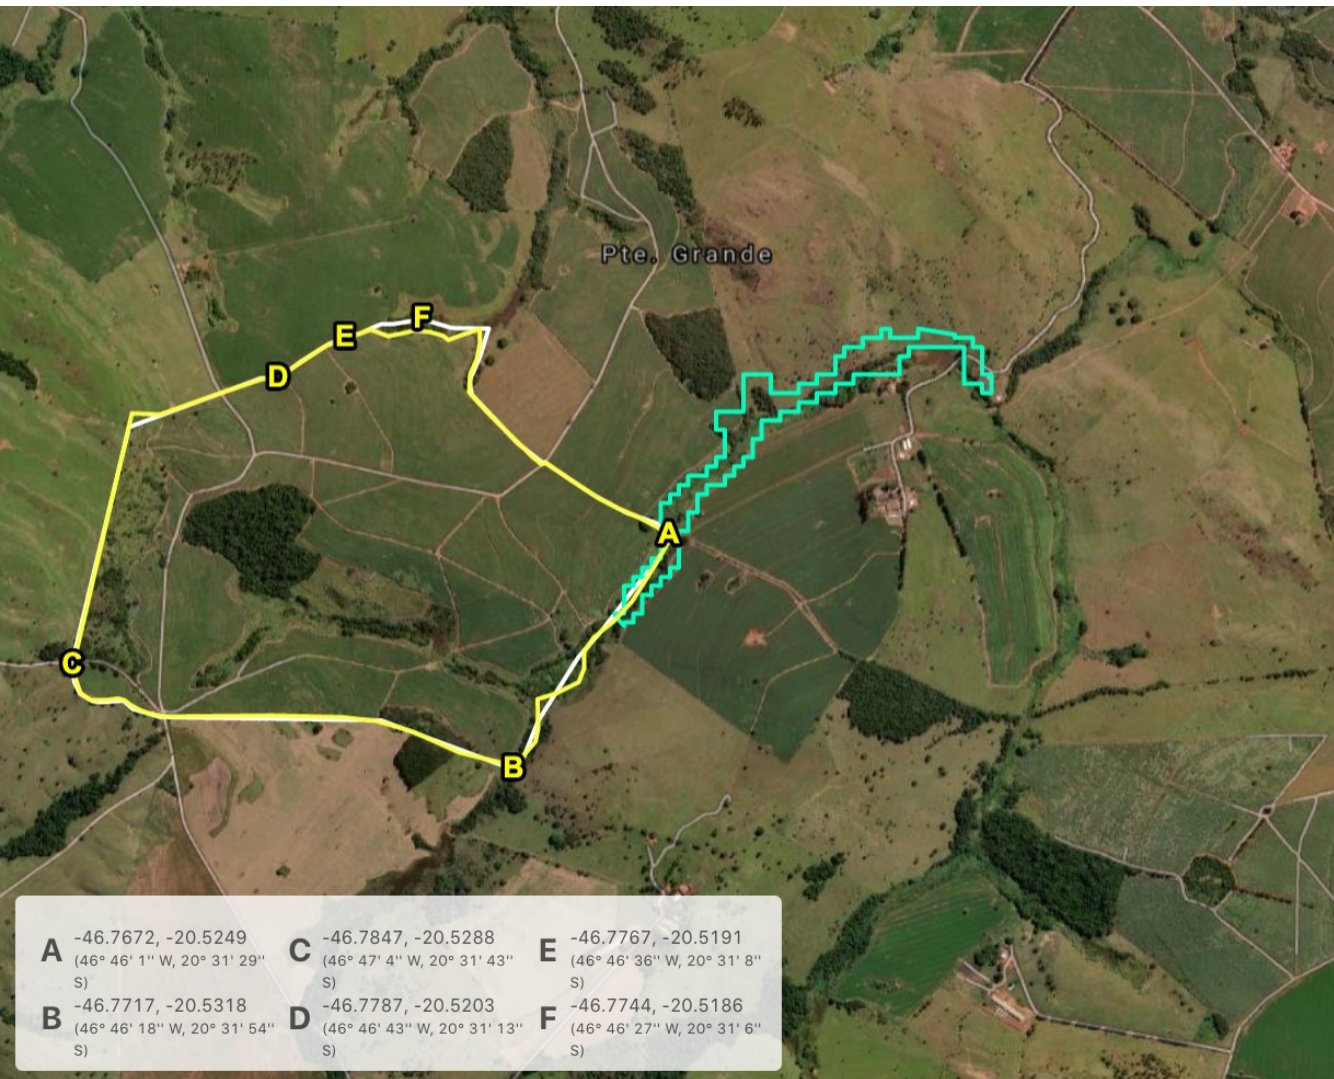 Pte. Grande
F
E
D
A
C
B
A -46.7672, -20.5249
(46° 46' 1'' W, 20° 31' 29''
S)
B -46.7717, -20.5318
(46° 46' 18'' W, 20° 31' 54''
S)
C -46.7847, -20.5288
(46° 47' 4'' W, 20° 31' 43''
S)
D -46.7787, -20.5203
(46° 46' 43'' W, 20° 31' 13''
S)
E -46.7767, -20.5191
(46° 46' 36'' W, 20° 31' 8''
S)
F -46.7744, -20.5186
(46° 46' 27'' W, 20° 31' 6''
S)